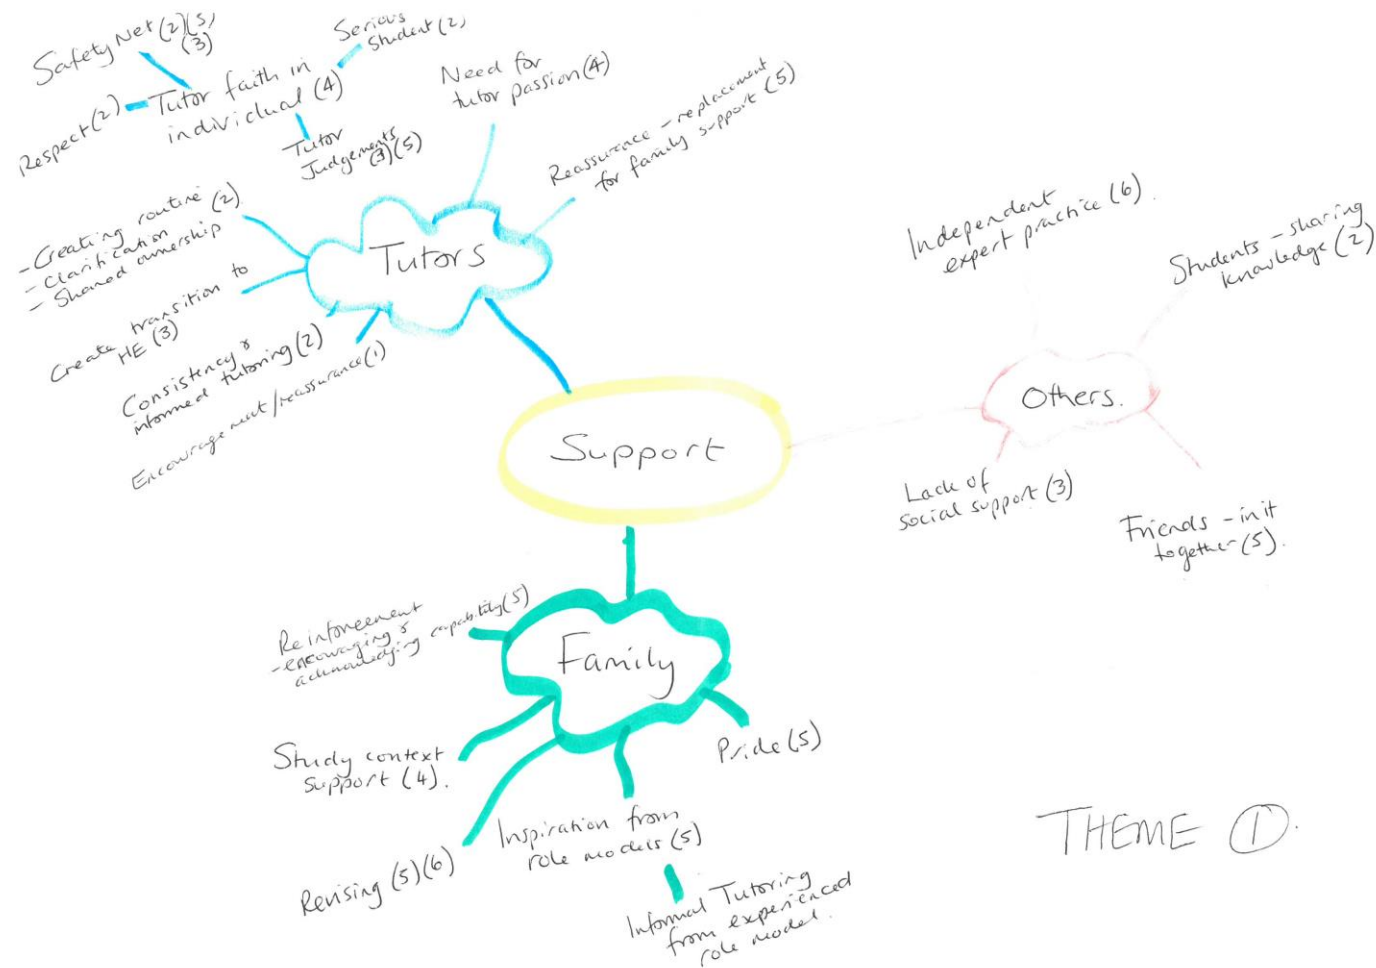 Safety Net (2)(5)
(3)
Serious
Student (2)
Tutor faith in
individual (4)
Respect (2)
Tutor
Judgements
(3)(5)
Need for
tutor passion (4)
Reassurance - replacement
for family support (5)
- Creating routine (2)
- Clarification
- Shared ownership
Create transition to
HE (3)
Consistency &
informed tutoring (2)
Encouragement/reassurance (1)
Tutors
Support
Independent
expert practice (6).
Students - sharing
knowledge (2)
Others.
Lack of
social support (3)
Friends - in it
together (5).
Reinforcement
- encouraging &
acknowledging capability (5)
Family
Study context
support (4).
Pride (5)
Revising (5)(6)
Inspiration from
role models (5)
Informal Tutoring
from experienced
role model.
THEME 1.